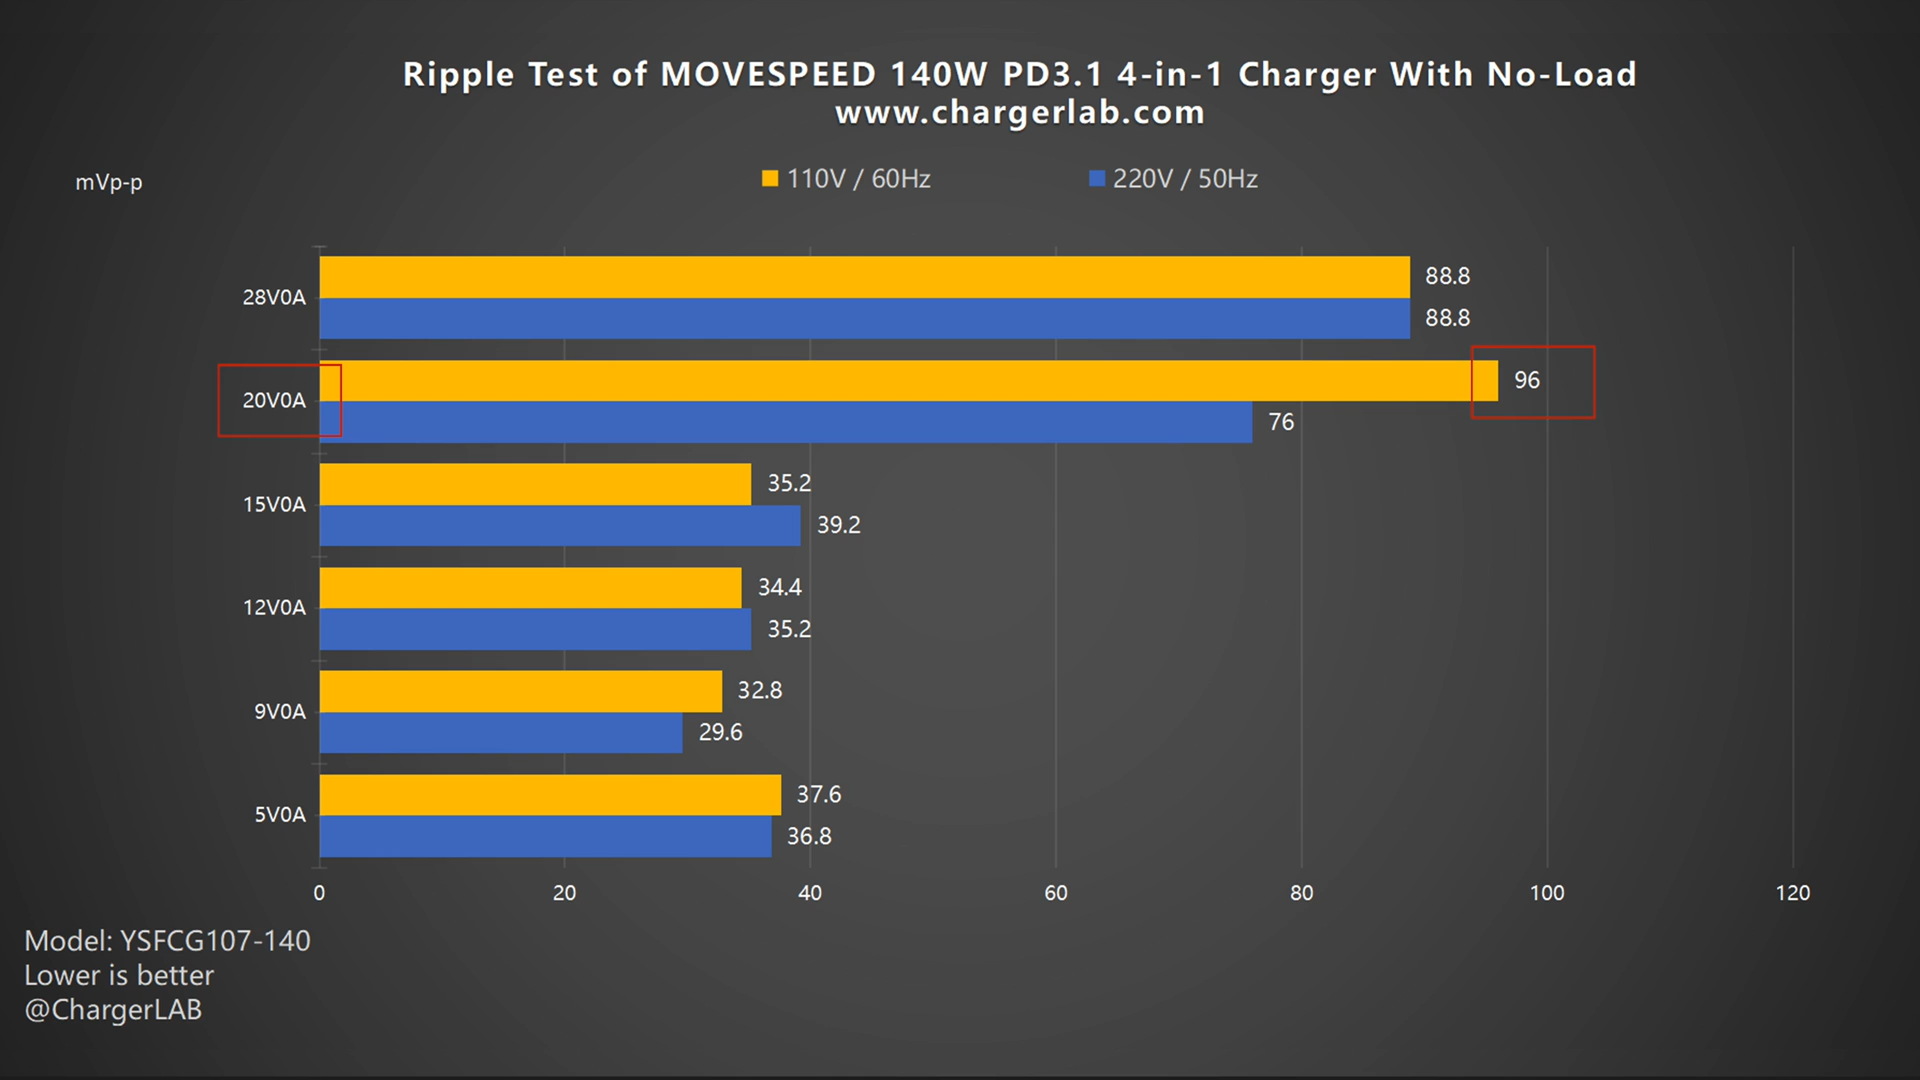 Ripple Test of MOVESPEED 140W PD3.1 4-in-1 Charger With No-Load
www.chargerlab.com
mVp-p
110V / 60Hz
220V / 50Hz
28V0A
88.8
88.8
20V0A
96
76
15V0A
35.2
39.2
12V0A
34.4
35.2
9V0A
32.8
29.6
5V0A
37.6
36.8
0 20 40 60 80 100 120
Model: YSFCG107-140
Lower is better
@ChargerLAB